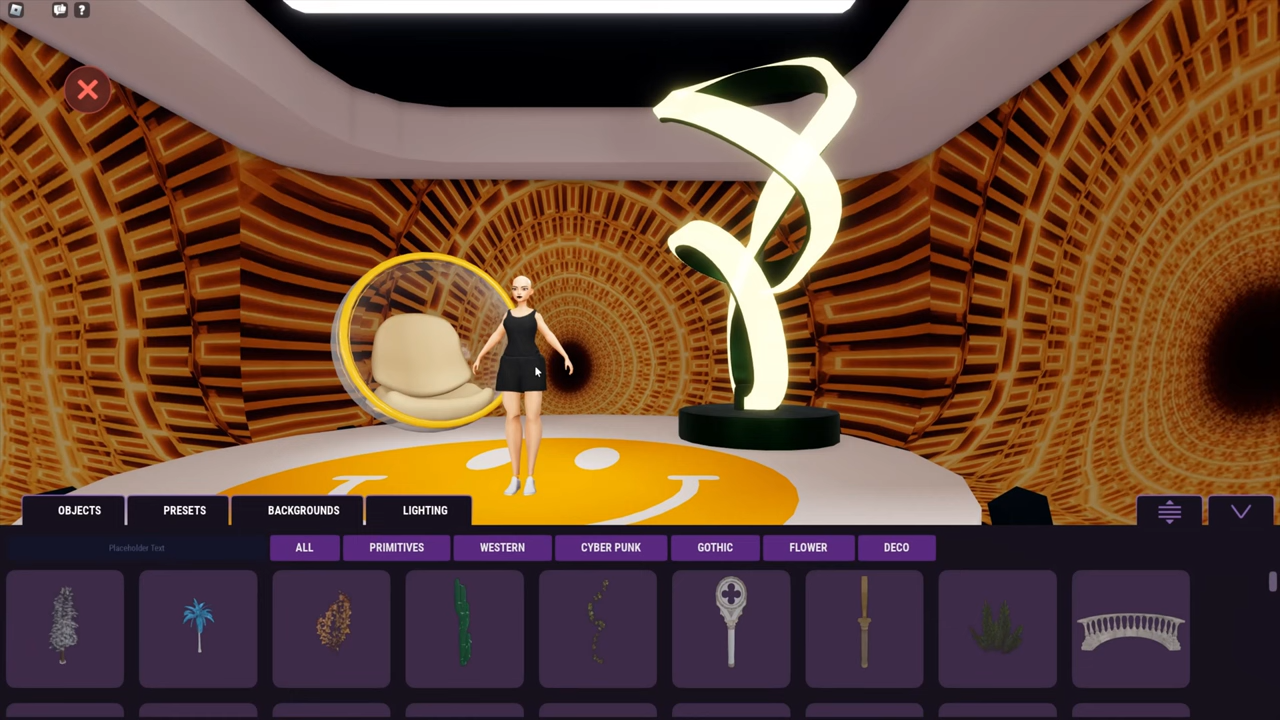 ?
OBJECTS
PRESETS
BACKGROUNDS
LIGHTING
Placeholder Text
ALL
PRIMITIVES
WESTERN
CYBER PUNK
GOTHIC
FLOWER
DECO